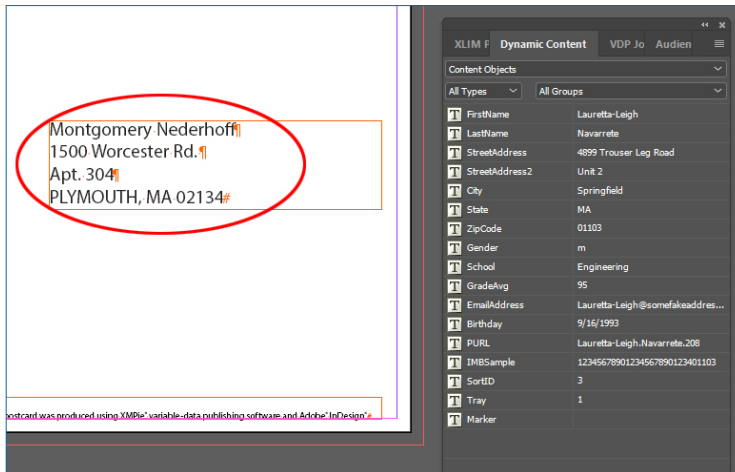 Montgomery Nederhoff¶
1500 Worcester Rd.¶
Apt. 304¶
PLYMOUTH, MA 02134#
postcard was produced using XMPie® variable-data publishing software and Adobe® InDesign®#
XLIM P Dynamic Content VDP Jo Audien
Content Objects
All Types All Groups
T FirstName Lauretta-Leigh
T LastName Navarrete
T StreetAddress 4899 Trouser Leg Road
T StreetAddress2 Unit 2
T City Springfield
T State MA
T ZipCode 01103
T Gender m
T School Engineering
T GradeAvg 95
T EmailAddress Lauretta-Leigh@somefakeaddres...
T Birthday 9/16/1993
T PURL Lauretta-Leigh.Navarrete.208
T IMBSample 1234567890123456789012340 1103
T SortID 3
T Tray 1
T Marker